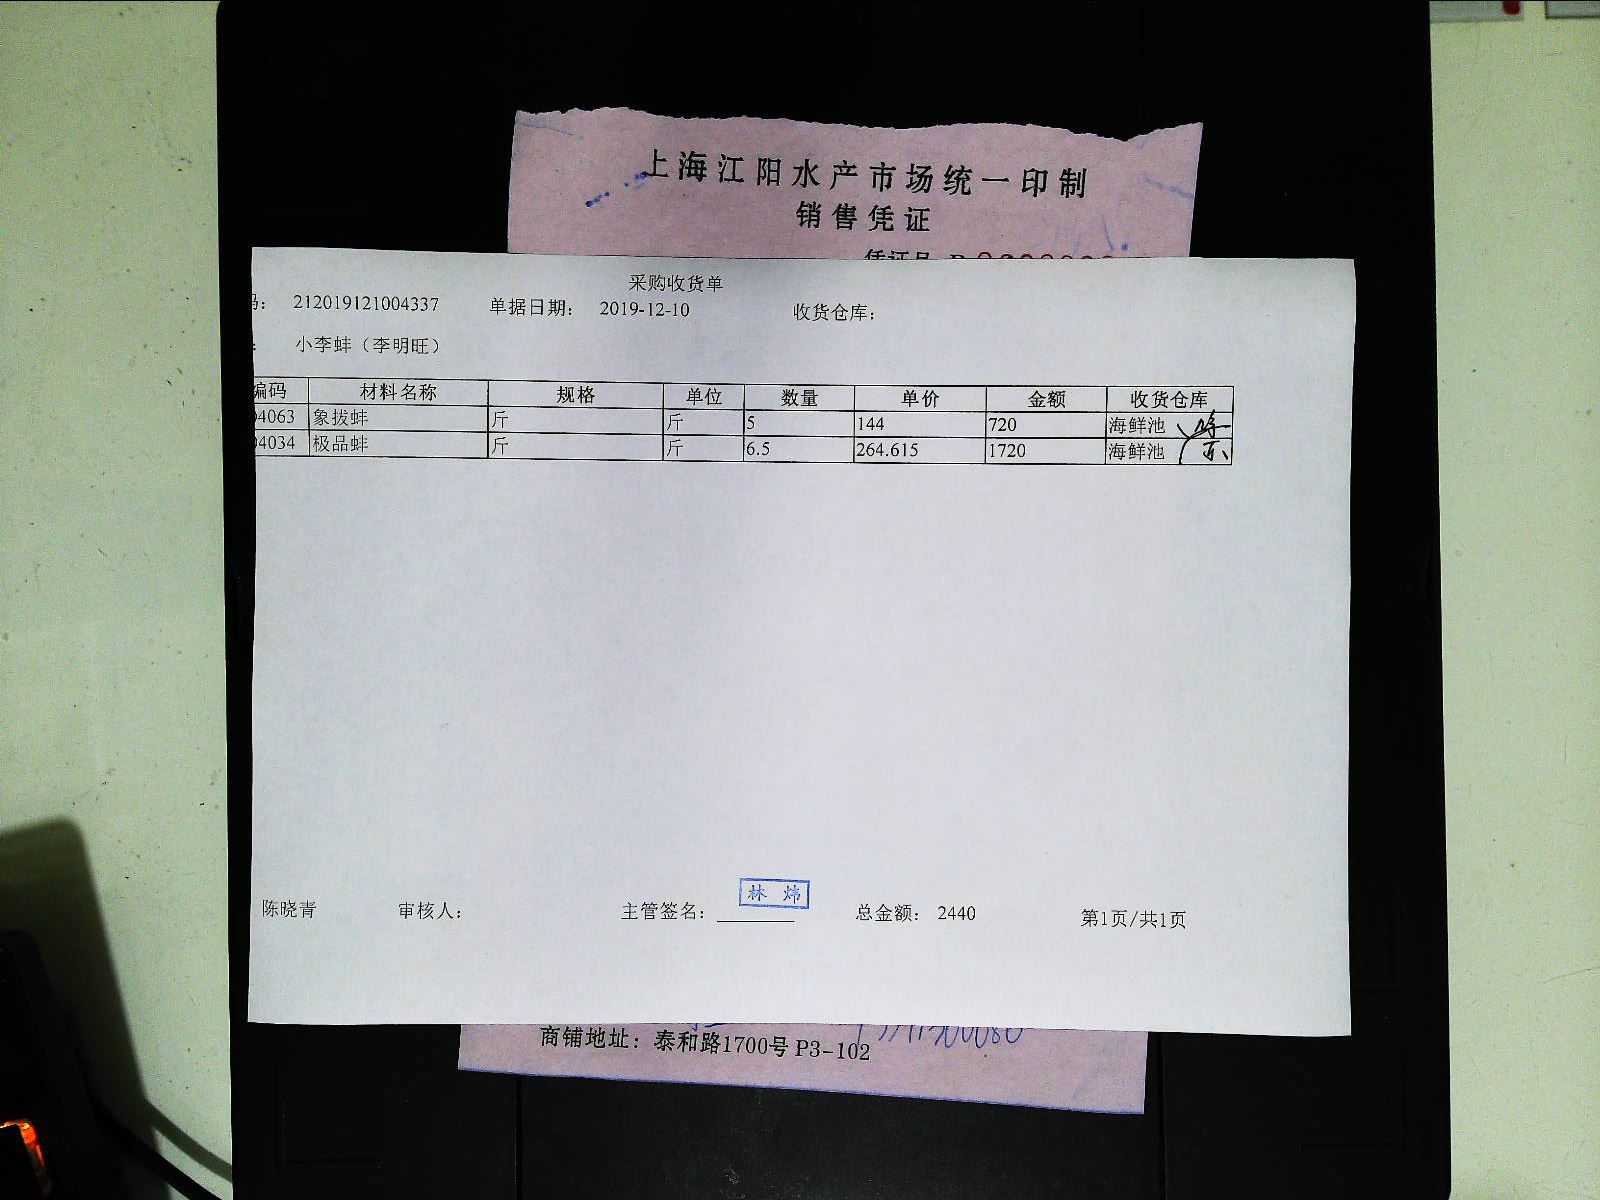 上海江阳水产市场统一印制
销售凭证
采购收货单
码： 212019121004337 单据日期： 2019-12-10 收货仓库：
： 小李蚌（李明旺）
编码 材料名称 规格 单位 数量 单价 金额 收货仓库
04063 象拔蚌 斤 斤 5 144 720 海鲜池
04034 极品蚌 斤 斤 6.5 264.615 1720 海鲜池
林 炜
陈晓青 审核人： 主管签名： 总金额： 2440 第1页/共1页
商铺地址：泰和路1700号 P3-102